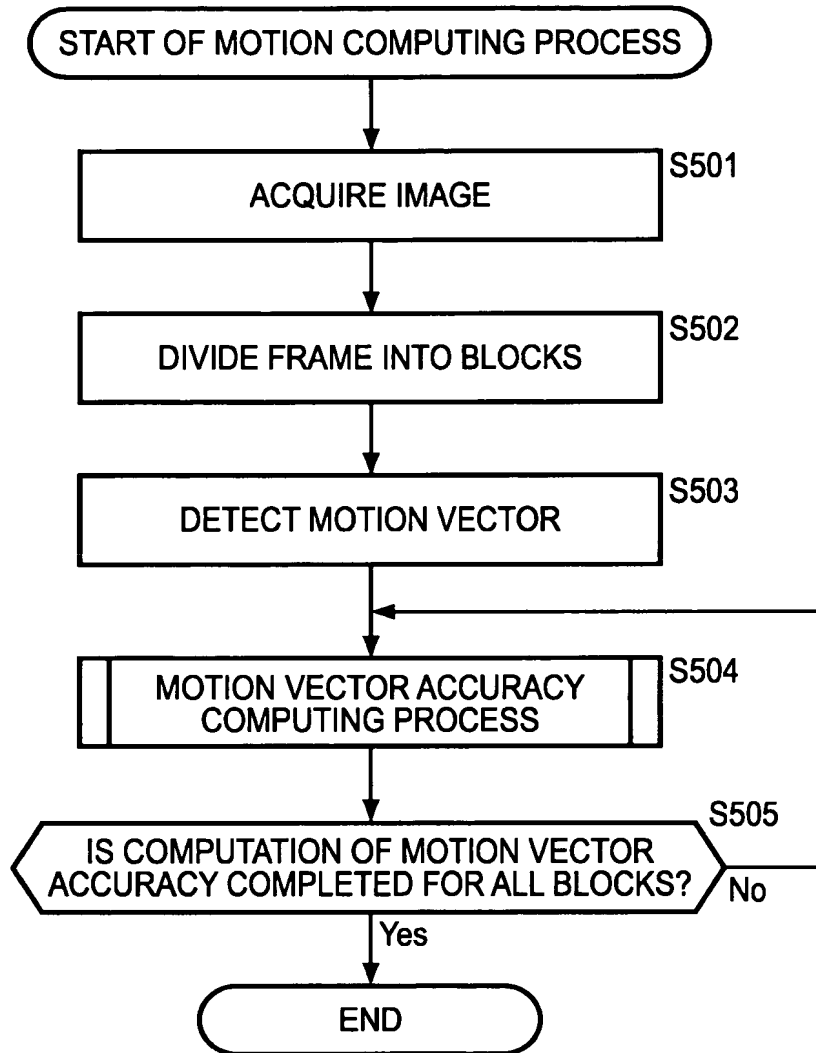 START OF MOTION COMPUTING PROCESS
S501
ACQUIRE IMAGE
S502
DIVIDE FRAME INTO BLOCKS
S503
DETECT MOTION VECTOR
S504
MOTION VECTOR ACCURACY
COMPUTING PROCESS
S505
IS COMPUTATION OF MOTION VECTOR
ACCURACY COMPLETED FOR ALL BLOCKS?
No
Yes
END